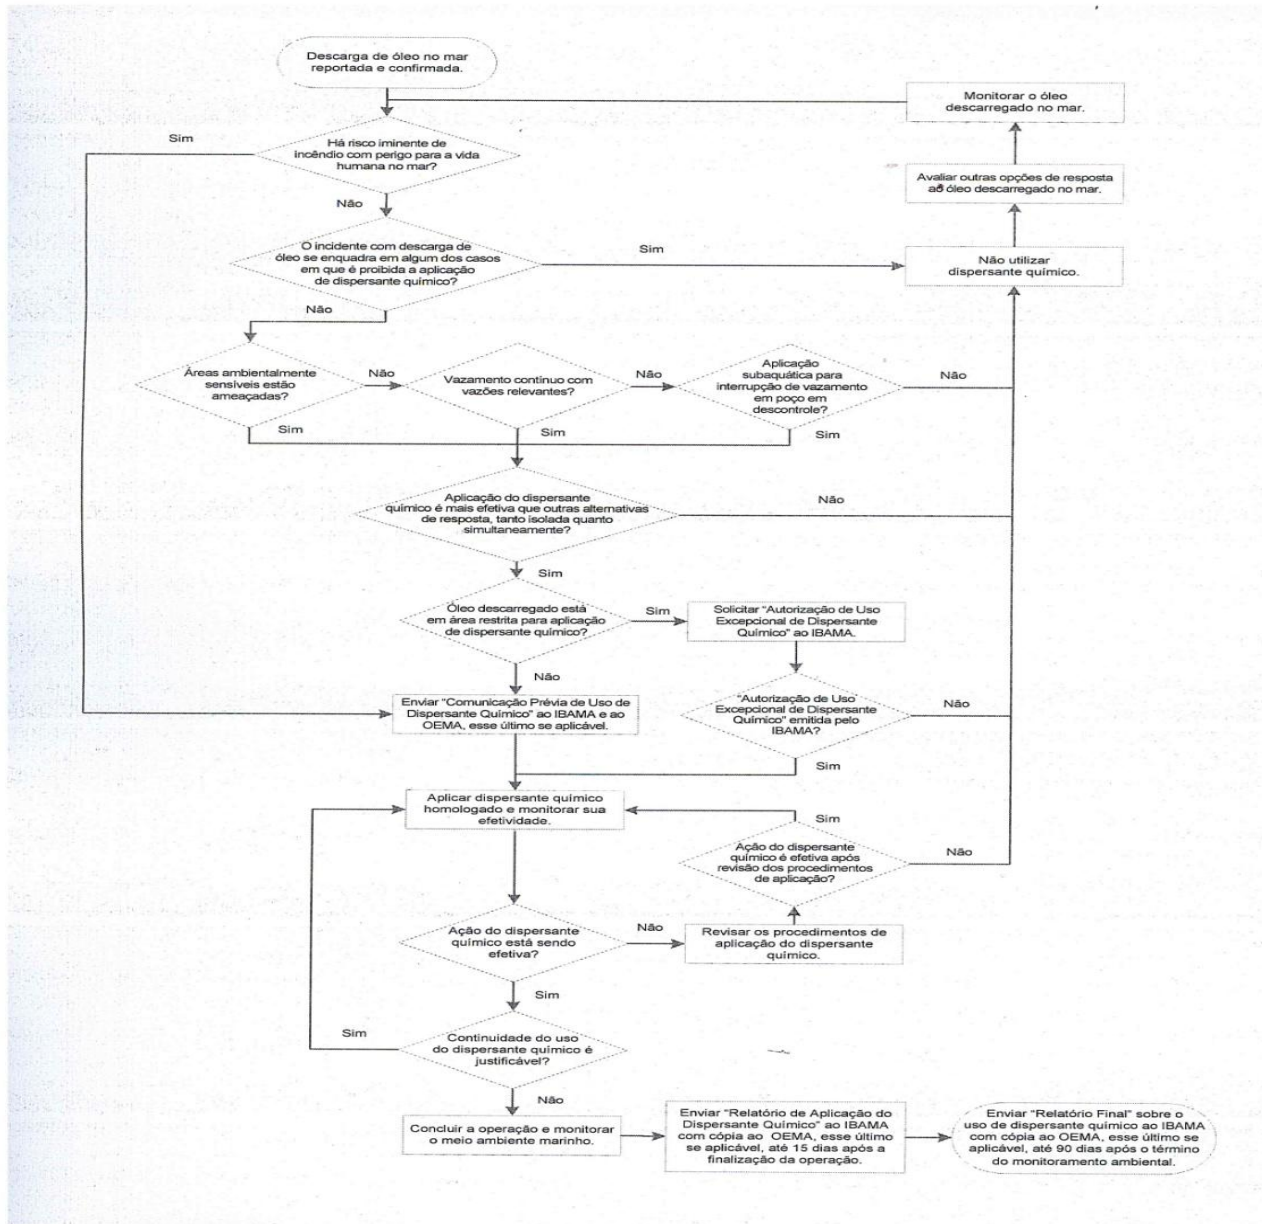 Descarga de óleo no mar
reportada e confirmada.
Monitorar o óleo
descarregado no mar.
Sim
Há risco iminente de
incêndio com perigo para a vida
humana no mar?
Avaliar outras opções de resposta
ao óleo descarregado no mar.
Não
O incidente com descarga de
óleo se enquadra em algum dos casos
em que é proibida a aplicação
de dispersante químico?
Sim
Não utilizar
dispersante químico.
Não
Áreas ambientalmente
sensíveis estão
ameaçadas?
Não
Vazamento contínuo com
vazões relevantes?
Não
Aplicação
subaquática para
interrupção de vazamento
em poço em
descontrole?
Não
Sim
Sim
Sim
Aplicação do dispersante
químico é mais efetiva que outras alternativas
de resposta, tanto isolada quanto
simultaneamente?
Não
Sim
Óleo descarregado está
em área restrita para aplicação
de dispersante químico?
Sim
Solicitar “Autorização de Uso
Excepcional de Dispersante
Químico” ao IBAMA.
Não
Enviar “Comunicação Prévia de Uso de
Dispersante Químico” ao IBAMA e ao
OEMA, esse último se aplicável.
“Autorização de Uso
Excepcional de Dispersante
Químico” emitida pelo
IBAMA?
Não
Sim
Aplicar dispersante químico
homologado e monitorar sua
efetividade.
Sim
Ação do dispersante
químico é efetiva após
revisão dos procedimentos
de aplicação?
Não
Ação do dispersante
químico está sendo
efetiva?
Não
Revisar os procedimentos de
aplicação do dispersante
químico.
Sim
Continuidade do uso
do dispersante químico é
justificável?
Sim
Não
Concluir a operação e monitorar
o meio ambiente marinho.
Enviar “Relatório de Aplicação do
Dispersante Químico” ao IBAMA
com cópia ao OEMA, esse último
se aplicável, até 15 dias após a
finalização da operação.
Enviar “Relatório Final” sobre o
uso de dispersante químico ao IBAMA
com cópia ao OEMA, esse último se
aplicável, até 90 dias após o término
do monitoramento ambiental.